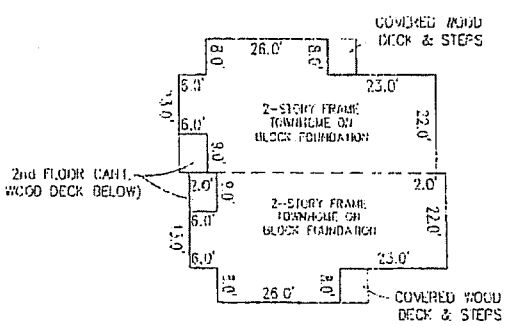 COVERED WOOD
DECK & STEPS
26.0'
8.0'
8.0'
6.0'
23.0'
13.0'
2-STORY FRAME
TOWNHOME ON
BLOCK FOUNDATION
22.0'
6.0'
9.0'
2nd FLOOR CANT.
WOOD DECK BELOW)
2.0'
9.0'
2.0'
2-STORY FRAME
TOWNHOME ON
BLOCK FOUNDATION
22.0'
6.0'
13.0'
6.0'
23.0'
8.0'
8.0'
26.0'
COVERED WOOD
DECK & STEPS